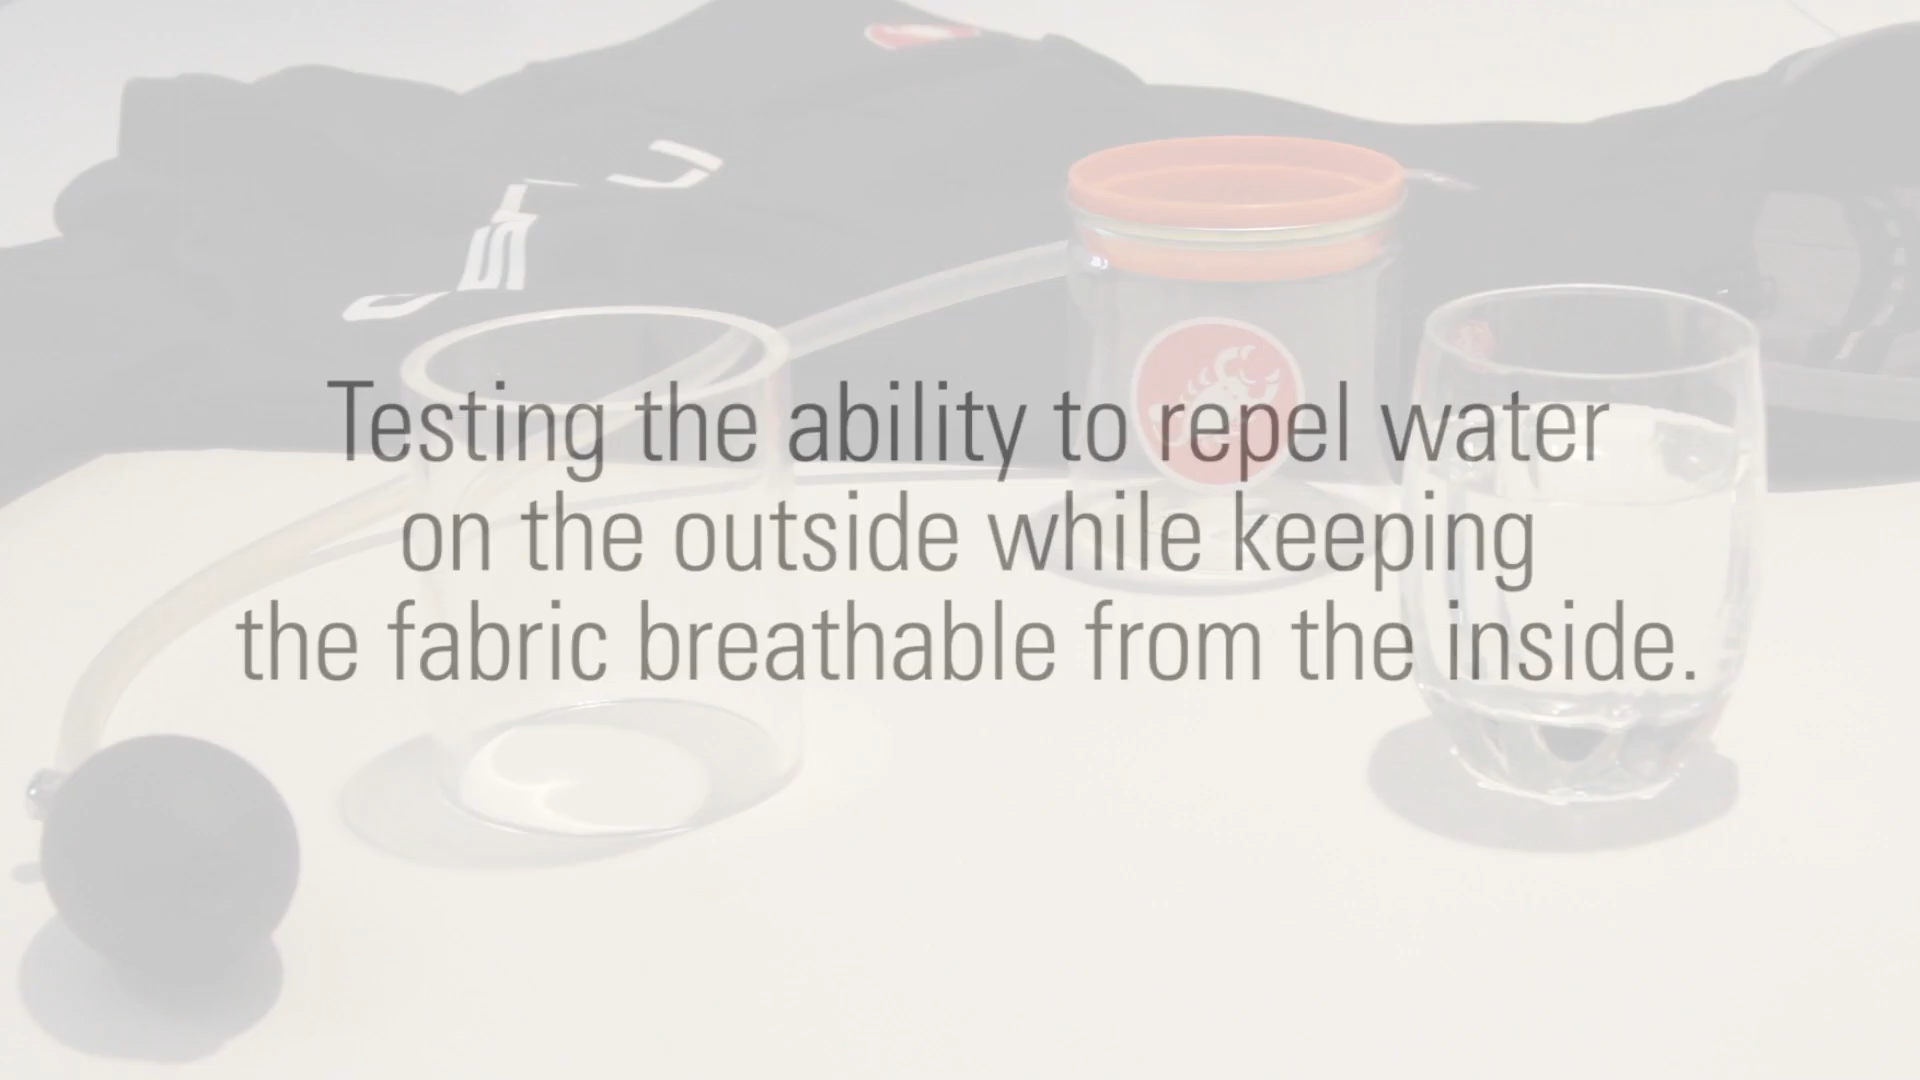 Testing the ability to repel water
on the outside while keeping
the fabric breathable from the inside.